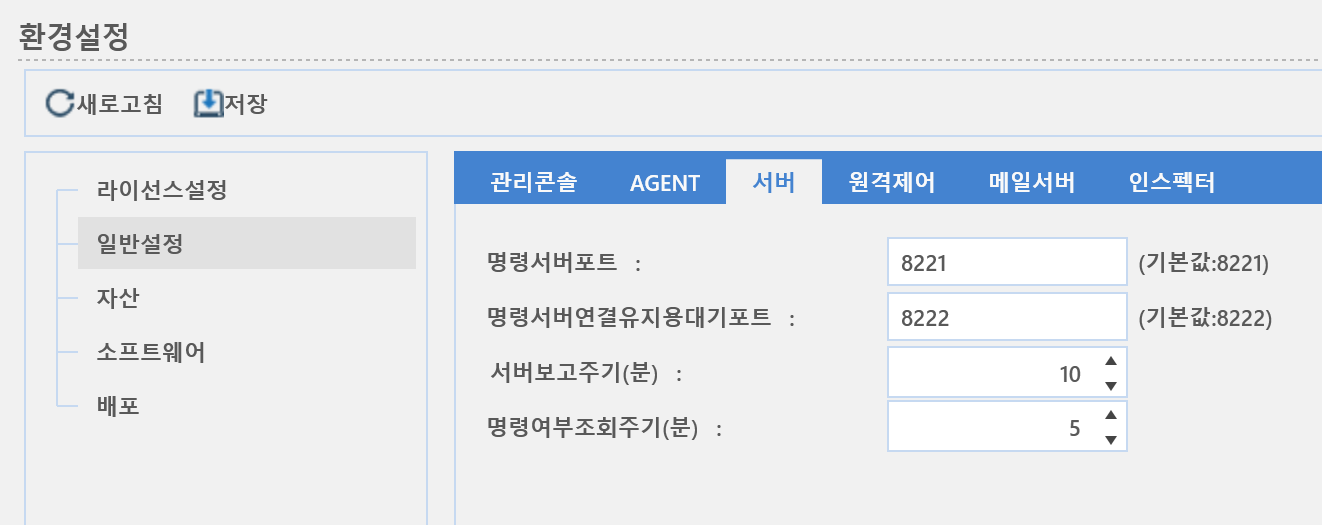 환경설정
새로고침 저장
라이선스설정
일반설정
자산
소프트웨어
배포
관리콘솔 AGENT 서버 원격제어 메일서버 인스펙터
명령서버포트 : 8221 (기본값:8221)
명령서버연결유지용대기포트 : 8222 (기본값:8222)
서버보고주기(분) : 10
명령여부조회주기(분) : 5